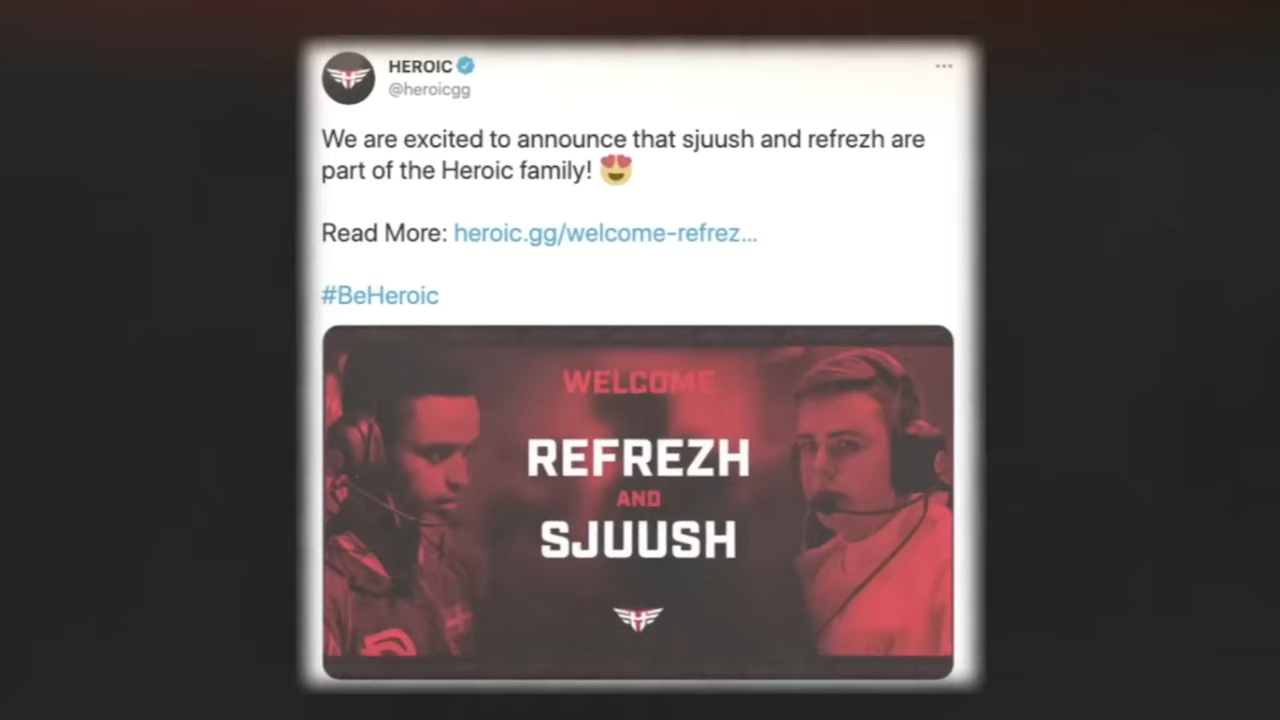 HEROIC
@heroicgg
We are excited to announce that sjuush and refrezh are
part of the Heroic family! 😍
Read More: heroic.gg/welcome-refrez...
#BeHeroic
WELCOME
REFREZH
AND
SJUUSH